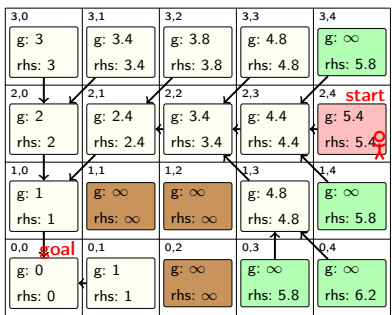 3,0 3,1 3,2 3,3 3,4
g: 3 g: 3.4 g: 3.8 g: 4.8 g: ∞
rhs: 3 rhs: 3.4 rhs: 3.8 rhs: 4.8 rhs: 5.8
2,0 2,1 2,2 2,3 2,4 start
g: 2 g: 2.4 g: 3.4 g: 4.4 g: 5.4
rhs: 2 rhs: 2.4 rhs: 3.4 rhs: 4.4 rhs: 5.4
1,0 1,1 1,2 1,3 1,4
g: 1 g: ∞ g: ∞ g: 4.8 g: ∞
rhs: 1 rhs: ∞ rhs: ∞ rhs: 4.8 rhs: 5.8
0,0 goal 0,1 0,2 0,3 0,4
g: 0 g: 1 g: ∞ g: ∞ g: ∞
rhs: 0 rhs: 1 rhs: ∞ rhs: 5.8 rhs: 6.2